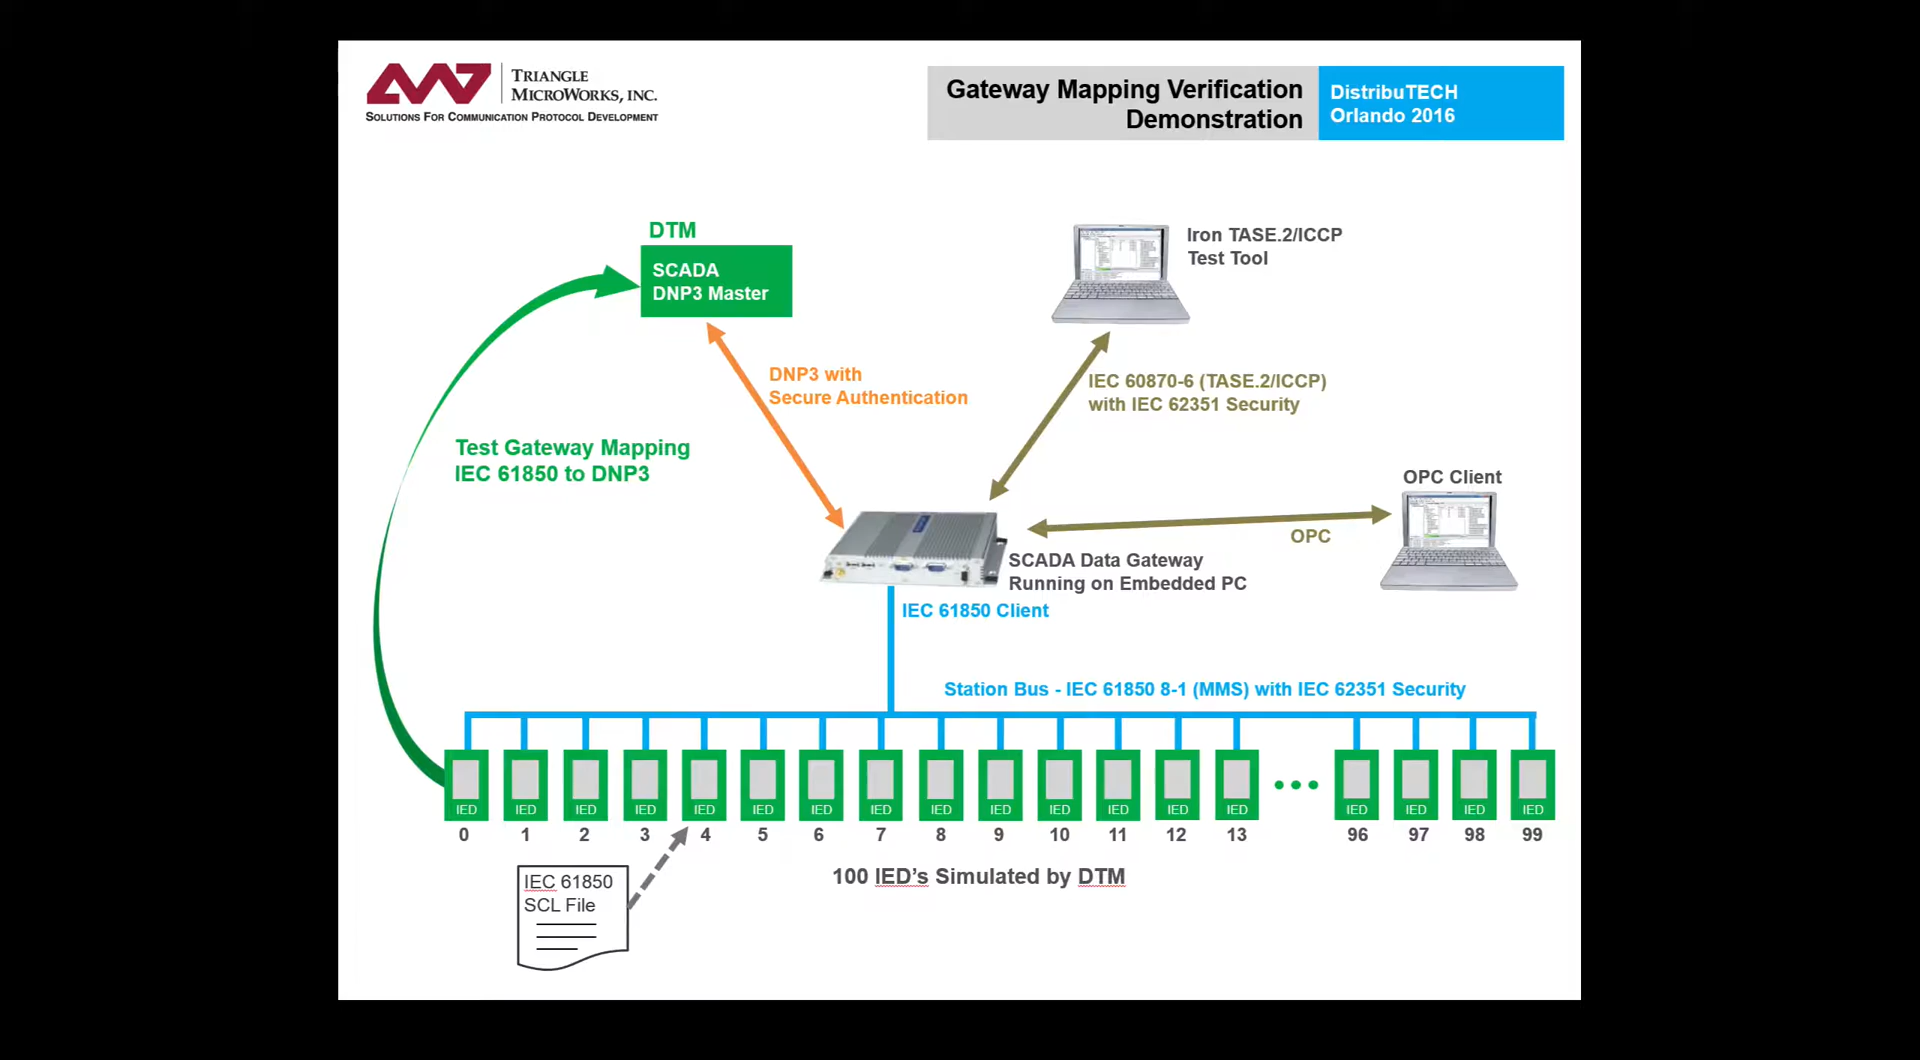 TRIANGLE
MICROWORKS, INC.
SOLUTIONS FOR COMMUNICATION PROTOCOL DEVELOPMENT
Gateway Mapping Verification
Demonstration
DistribuTECH
Orlando 2016
DTM
SCADA
DNP3 Master
Iron TASE.2/ICCP
Test Tool
DNP3 with
Secure Authentication
IEC 60870-6 (TASE.2/ICCP)
with IEC 62351 Security
Test Gateway Mapping
IEC 61850 to DNP3
OPC Client
OPC
SCADA Data Gateway
Running on Embedded PC
IEC 61850 Client
Station Bus - IEC 61850 8-1 (MMS) with IEC 62351 Security
IED IED IED IED IED IED IED IED IED IED IED IED IED IED IED IED IED IED
0 1 2 3 4 5 6 7 8 9 10 11 12 13 96 97 98 99
100 IED's Simulated by DTM
IEC 61850
SCL File